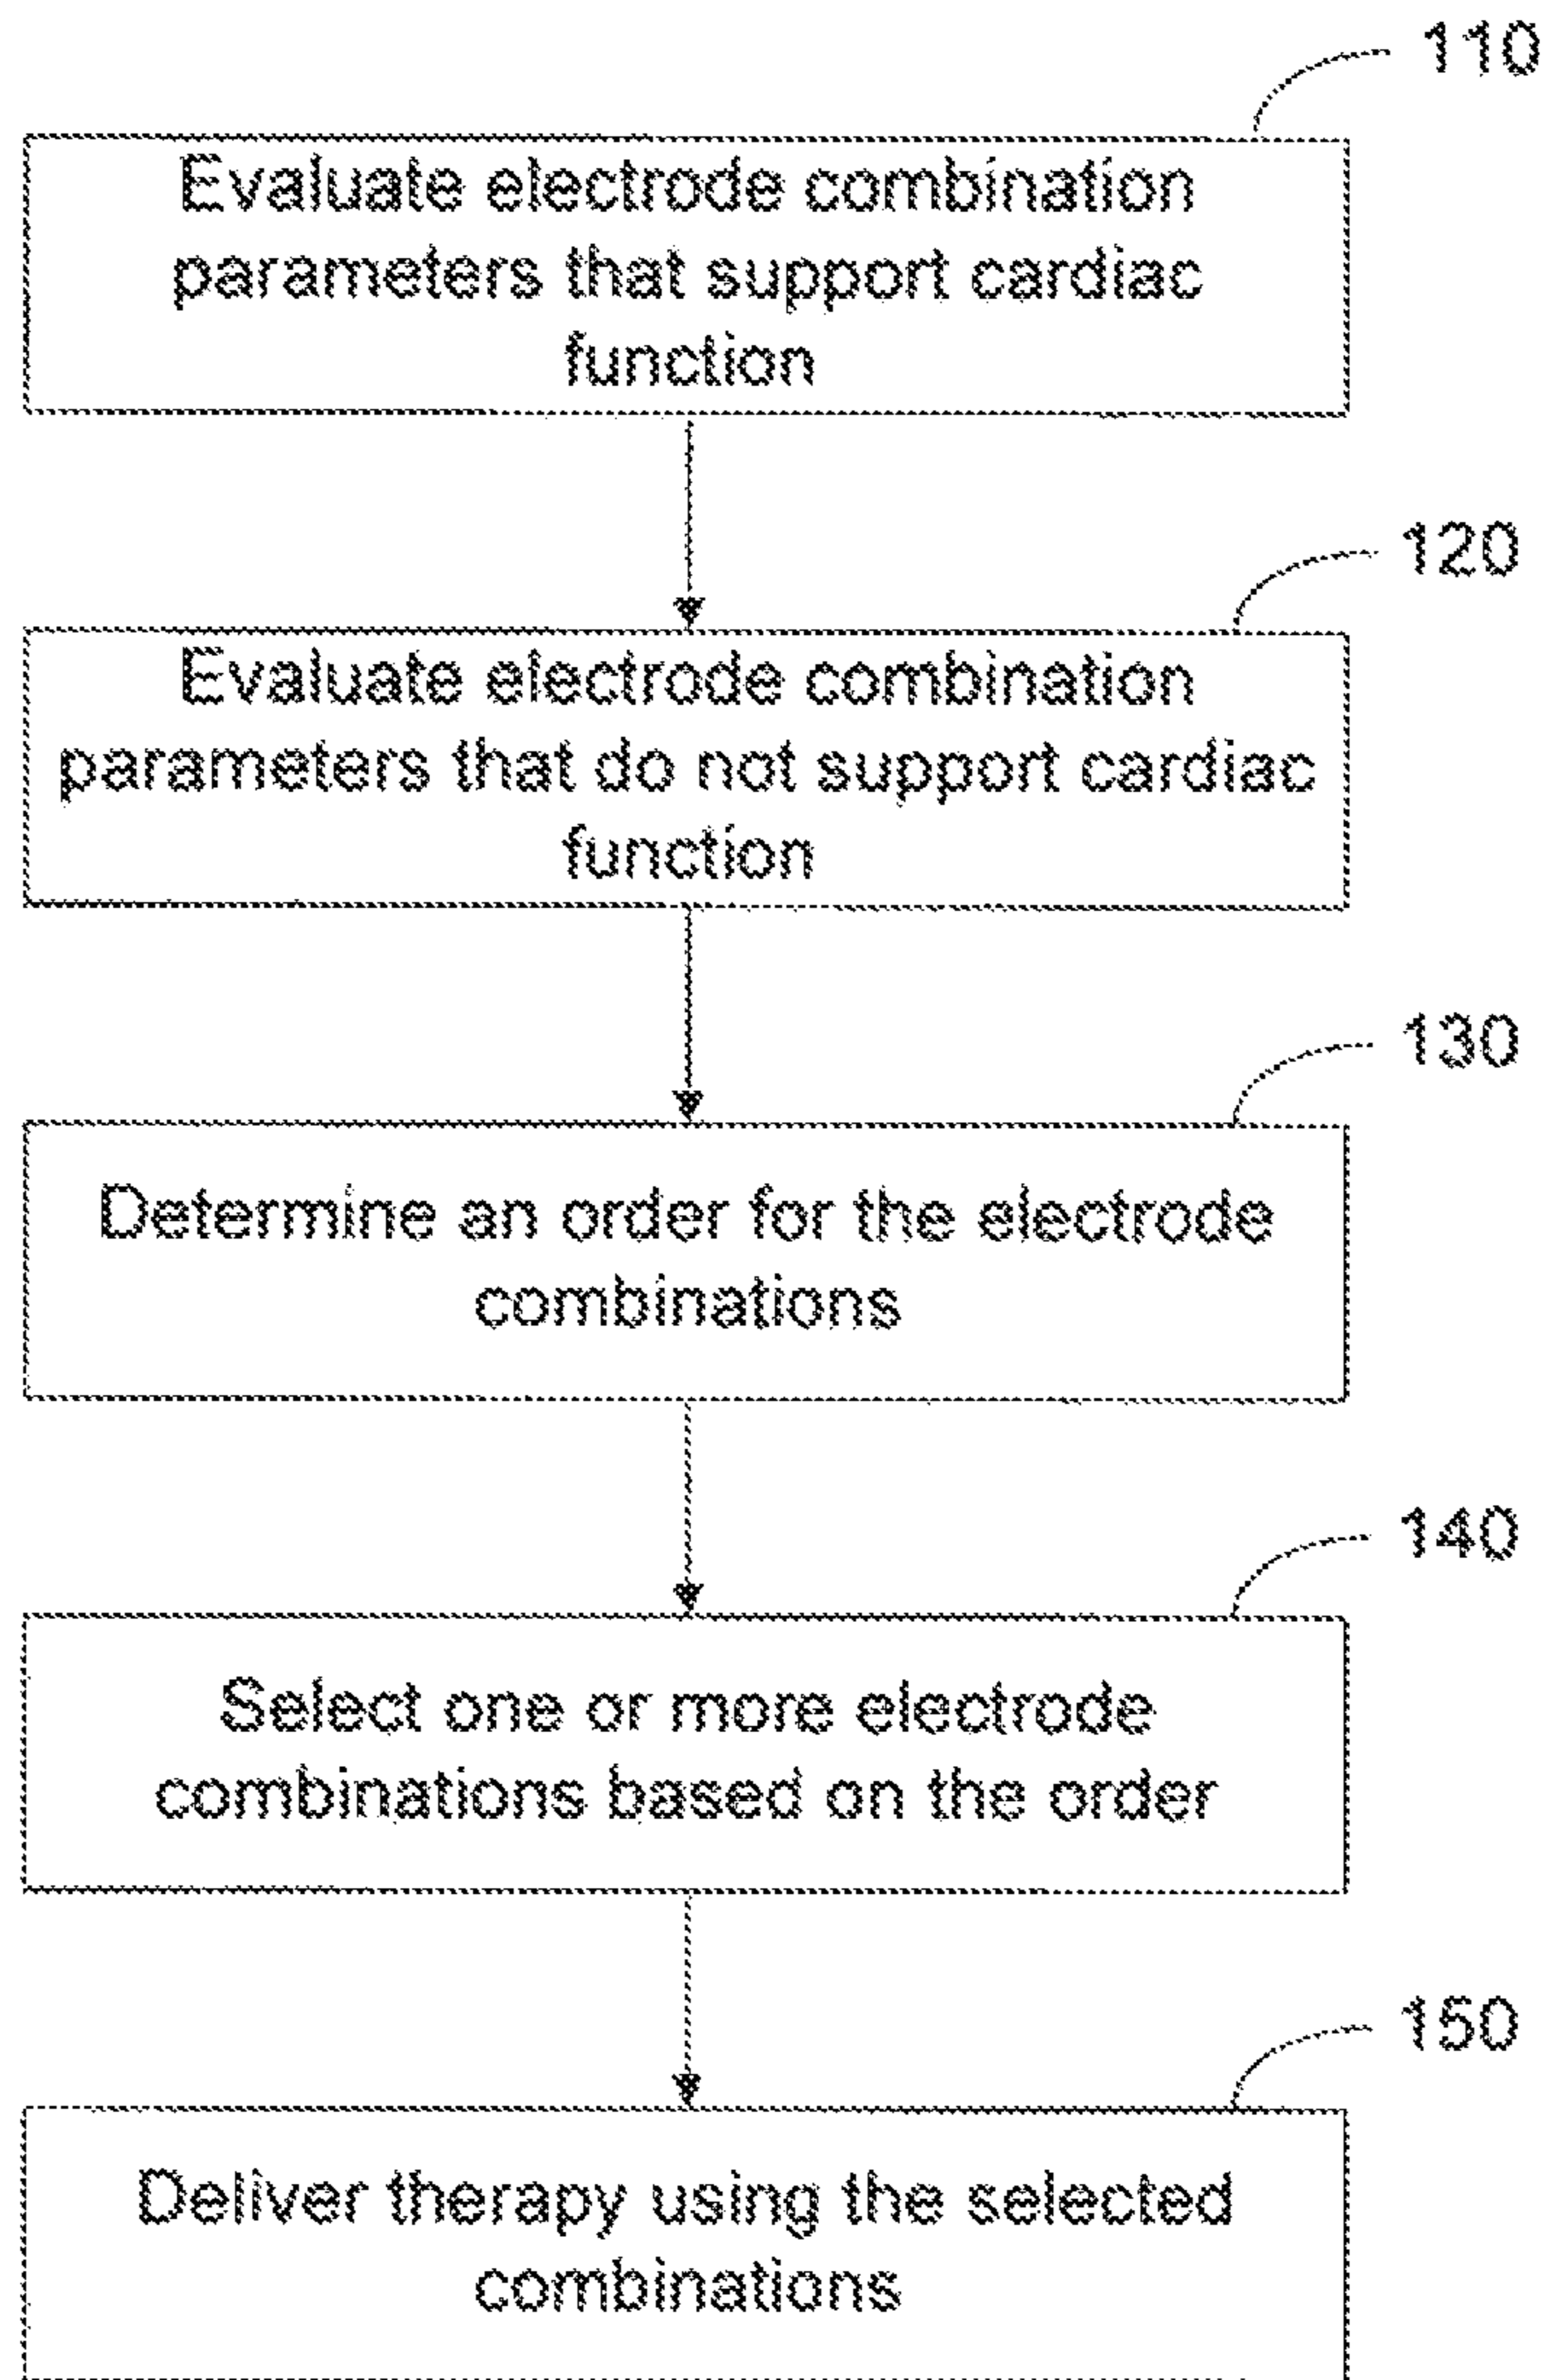 110
Evaluate electrode combination
parameters that support cardiac
function
120
Evaluate electrode combination
parameters that do not support cardiac
function
130
Determine an order for the electrode
combinations
140
Select one or more electrode
combinations based on the order
150
Deliver therapy using the selected
combinations